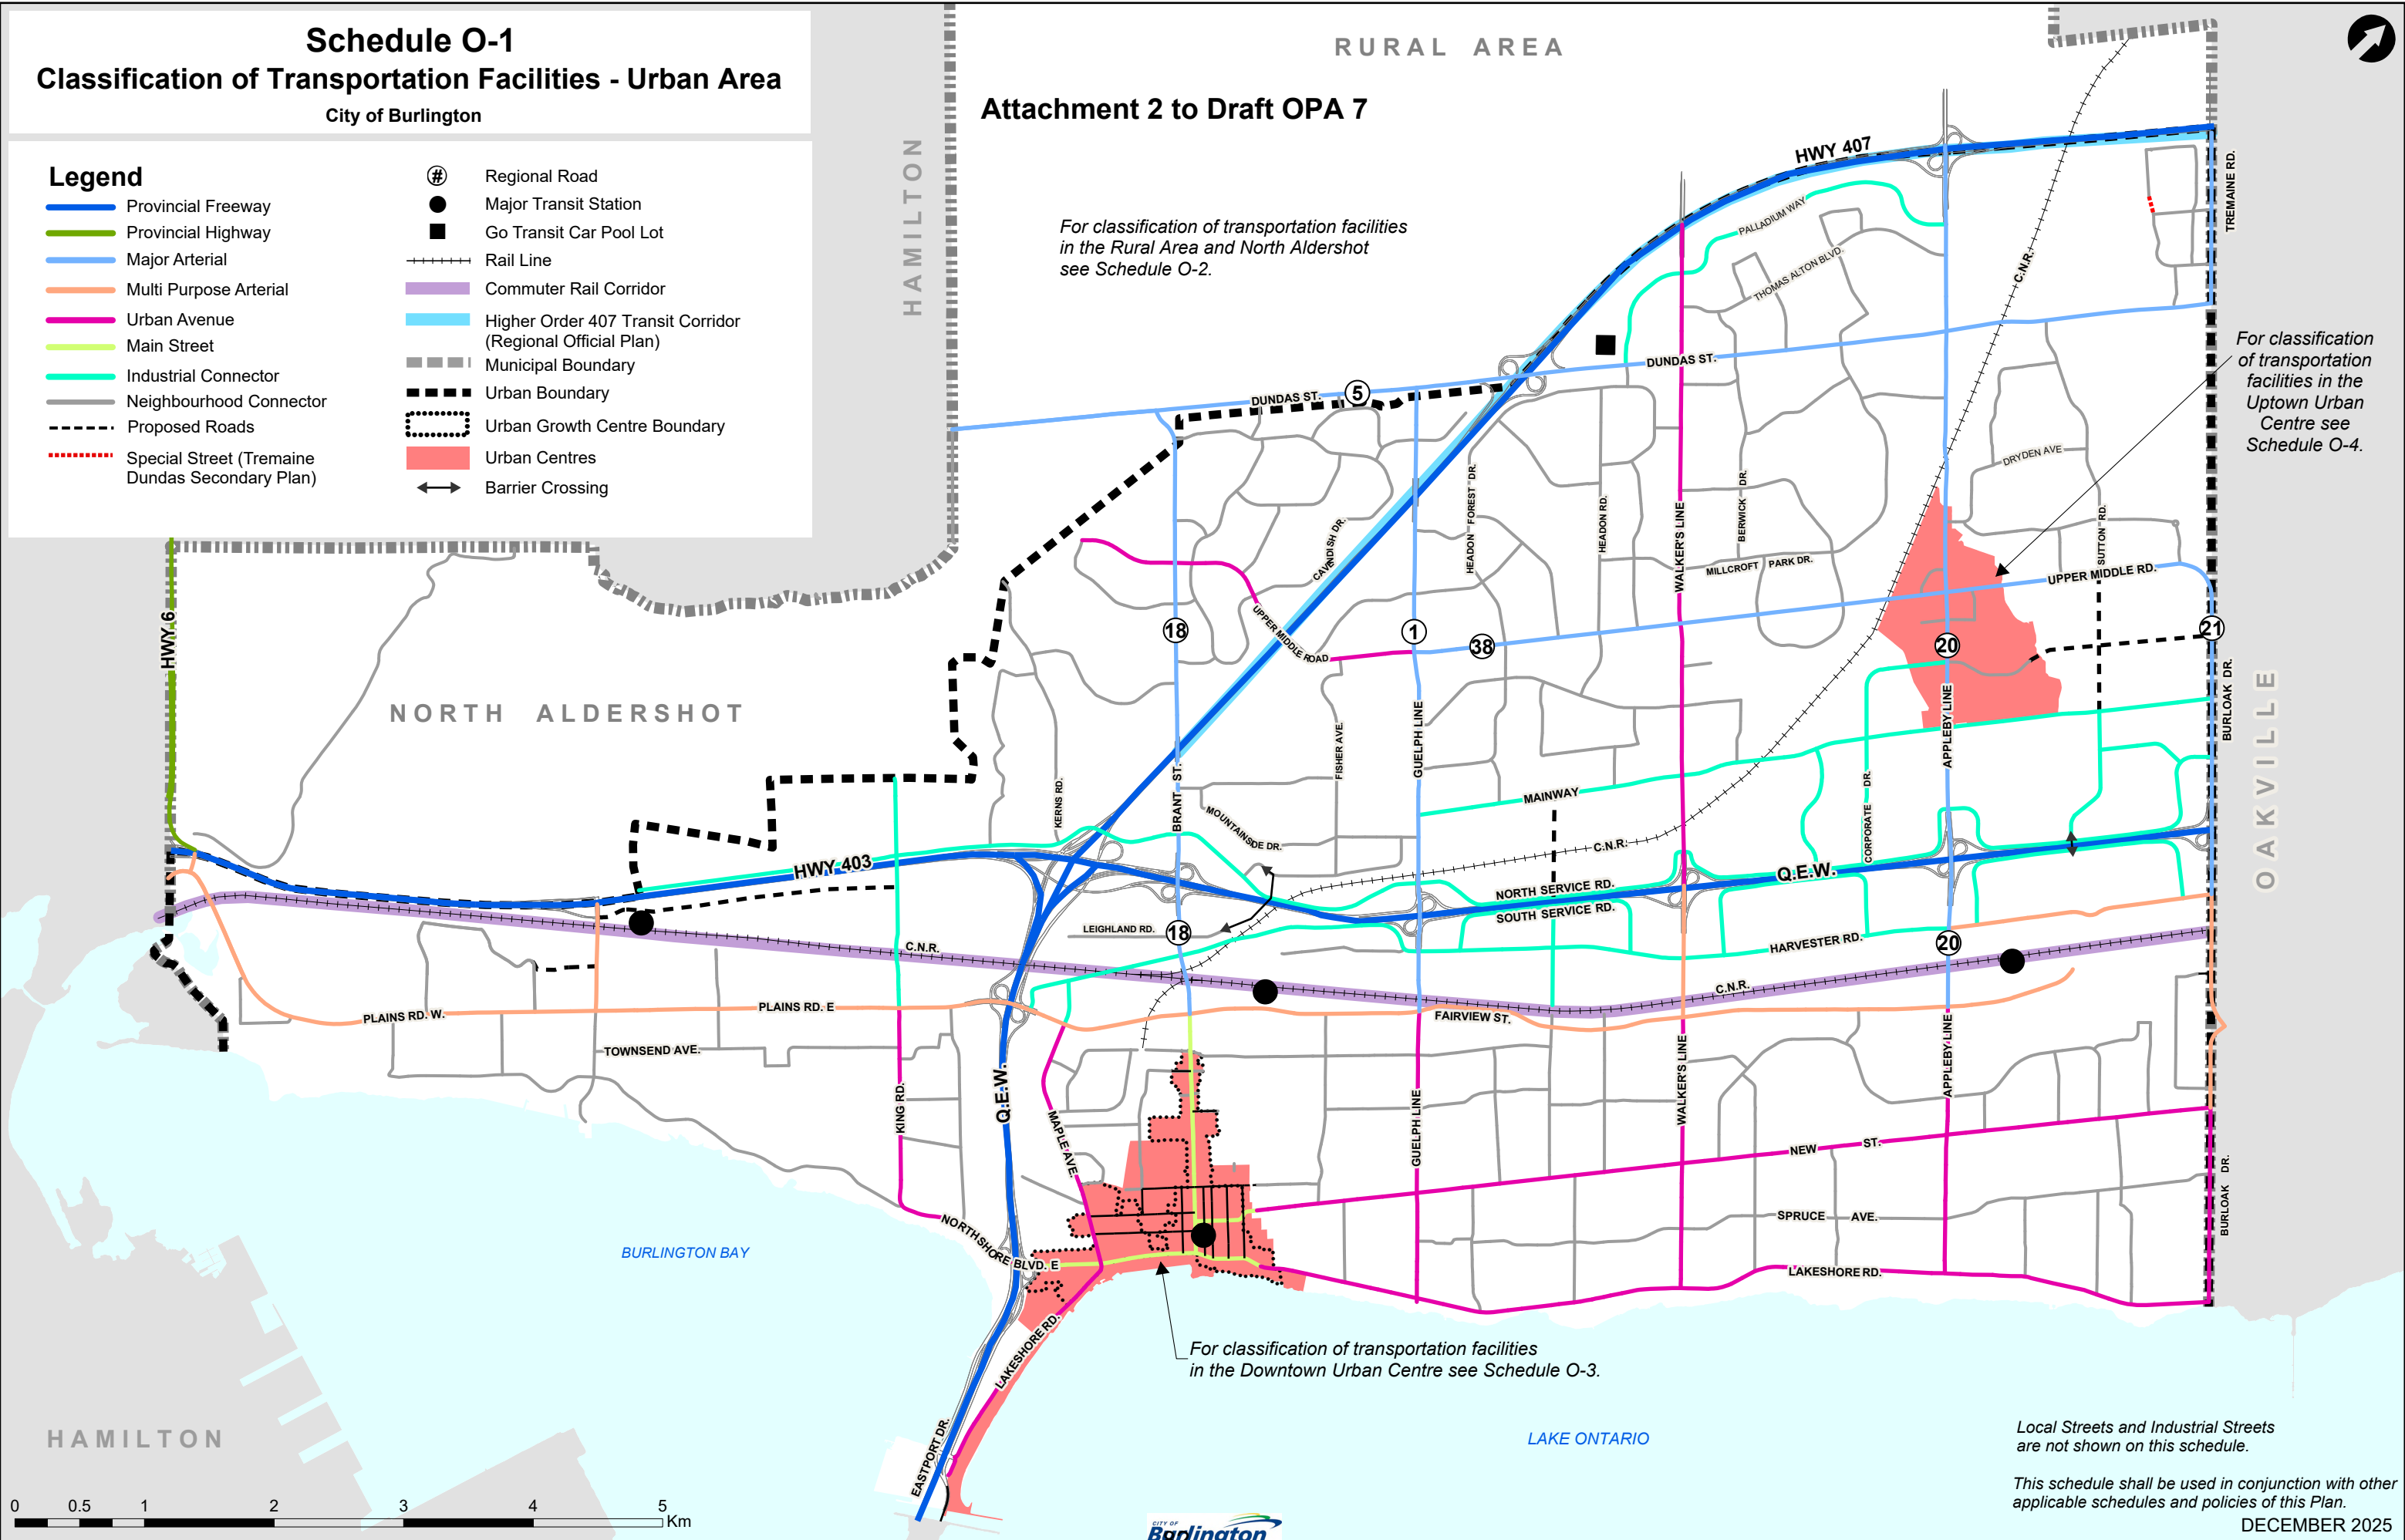 Schedule O-1
Classification of Transportation Facilities - Urban Area
City of Burlington
Attachment 2 to Draft OPA 7
RURAL AREA
HAMILTON
Legend
Provincial Freeway
Provincial Highway
Major Arterial
Multi Purpose Arterial
Urban Avenue
Main Street
Industrial Connector
Neighbourhood Connector
Proposed Roads
Special Street (Tremaine
Dundas Secondary Plan)
# Regional Road
Major Transit Station
Go Transit Car Pool Lot
Rail Line
Commuter Rail Corridor
Higher Order 407 Transit Corridor
(Regional Official Plan)
Municipal Boundary
Urban Boundary
Urban Growth Centre Boundary
Urban Centres
Barrier Crossing
For classification of transportation facilities
in the Rural Area and North Aldershot
see Schedule O-2.
HWY 407
PALLADIUM WAY
THOMAS ALTON BLVD.
C.N.R.
TREMAINE RD.
For classification
of transportation
facilities in the
Uptown Urban
Centre see
Schedule O-4.
DUNDAS ST.
5
DUNDAS ST.
DRYDEN AVE
CAVENDISH DR.
HEADON FOREST DR.
HEADON RD.
WALKER'S LINE
BERWICK DR.
MILLCROFT PARK DR.
SUTTON RD.
UPPER MIDDLE RD.
HWY 6
18
UPPER MIDDLE ROAD
1
38
20
21
NORTH ALDERSHOT
OAKVILLE
KERNS RD.
BRANT ST.
FISHER AVE.
GUELPH LINE
APPLEBY LINE
BURLOAK DR.
MOUNTAINSIDE DR.
MAINWAY
CORPORATE DR.
C.N.R.
HWY 403
Q.E.W.
NORTH SERVICE RD.
SOUTH SERVICE RD.
LEIGHLAND RD.
18
HARVESTER RD.
20
C.N.R.
C.N.R.
PLAINS RD. W.
PLAINS RD. E
FAIRVIEW ST.
TOWNSEND AVE.
KING RD.
Q.E.W.
MAPLE AVE.
GUELPH LINE
WALKER'S LINE
APPLEBY LINE
NEW ST.
BURLOAK DR.
SPRUCE AVE.
NORTH SHORE BLVD. E
LAKESHORE RD.
BURLINGTON BAY
LAKESHORE RD.
For classification of transportation facilities
in the Downtown Urban Centre see Schedule O-3.
EASTPORT DR.
HAMILTON
LAKE ONTARIO
Local Streets and Industrial Streets
are not shown on this schedule.
This schedule shall be used in conjunction with other
applicable schedules and policies of this Plan.
DECEMBER 2025
0 0.5 1 2 3 4 5
Km
CITY OF
Burlington